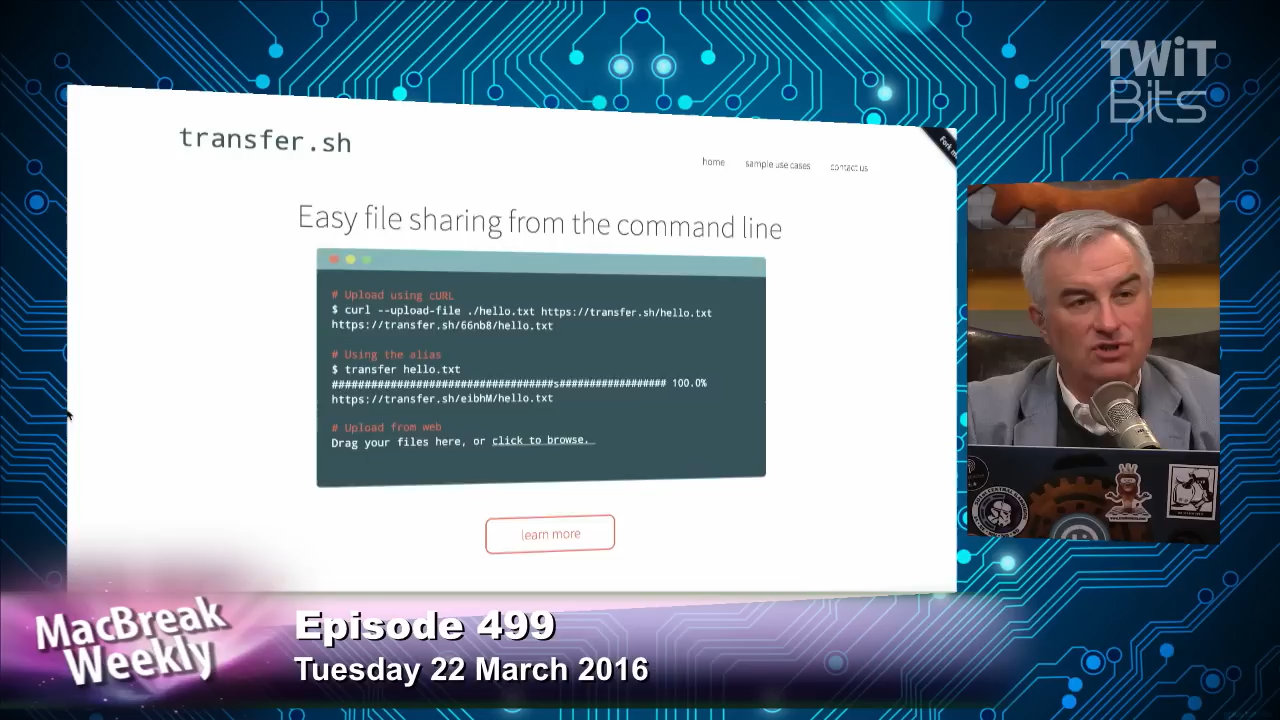 TWiT
Bits
transfer.sh
home
sample use cases
contact us
Fork m
Easy file sharing from the command line
# Upload using cURL
$ curl --upload-file ./hello.txt https://transfer.sh/hello.txt
https://transfer.sh/66nb8/hello.txt
# Using the alias
$ transfer hello.txt
##################################s################ 100.0%
https://transfer.sh/eibhM/hello.txt
# Upload from web
Drag your files here, or click to browse.
learn more
MacBreak
Weekly
Episode 499
Tuesday 22 March 2016